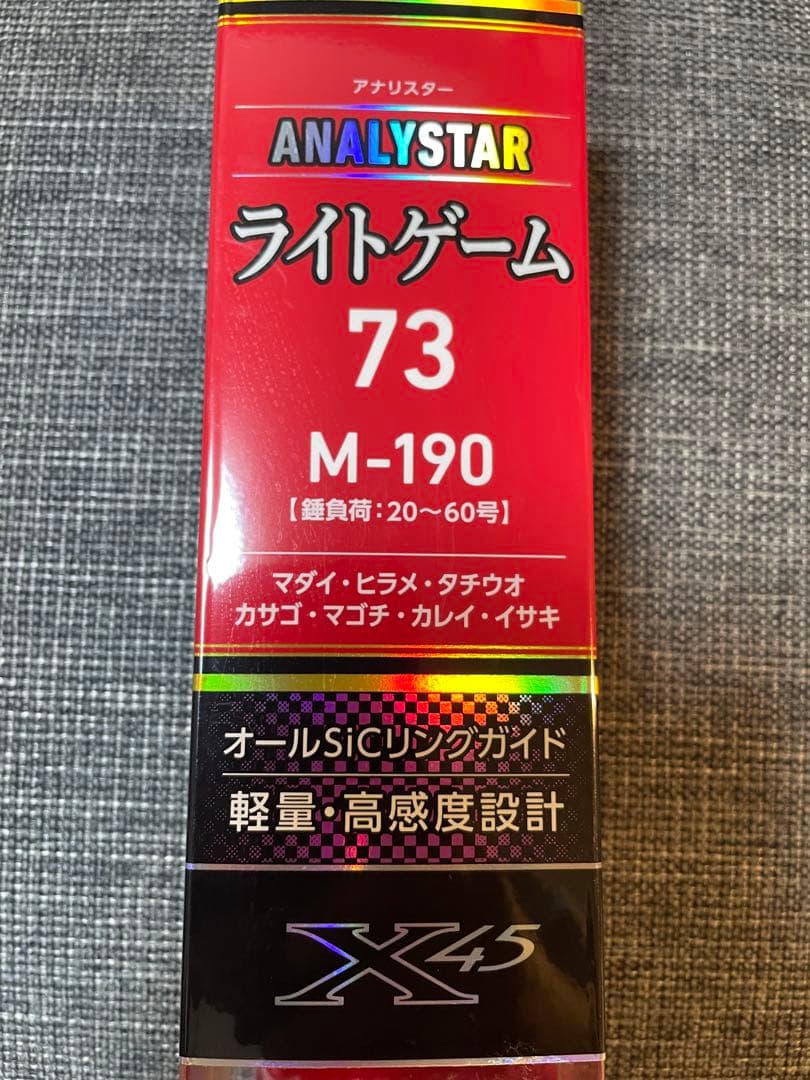 アナリスター
ANALYSTAR
ライトゲーム
73
M-190
【錘負荷:20〜60号】
マダイ・ヒラメ・タチウオ
カサゴ・マゴチ・カレイ・イサキ
オールSiCリングガイド
軽量・高感度設計
X45